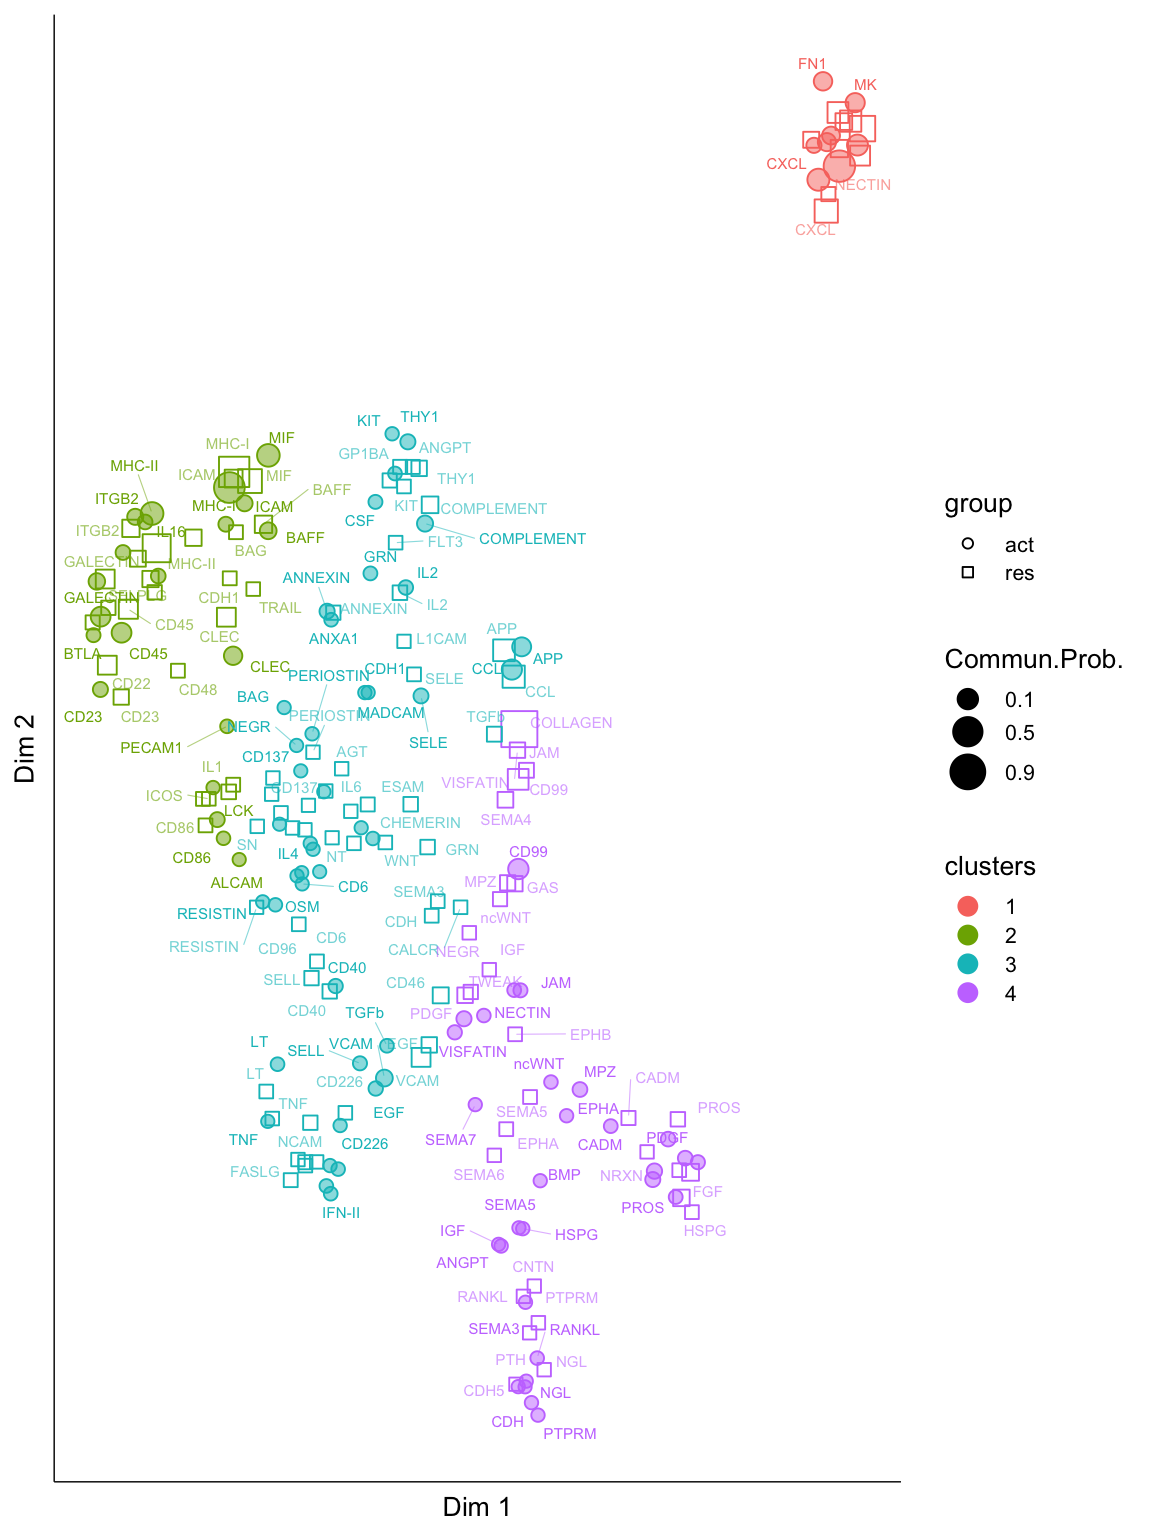 FN1
MK
CXCL
NECTIN
CXCL
KIT
THY1
MHC-I
MIF
GP1BA
ANGPT
MHC-II
ICAM
MIF
THY1
BAFF
ITGB2
MHC-I
ICAM
KIT
COMPLEMENT
CSF
ITGB2
IL16
BAFF
COMPLEMENT
FLT3
BAG
GRN
GALECTIN
MHC-II
ANNEXIN
IL2
GALECTIN
SELPLG
CDH1
TRAIL
ANNEXIN
IL2
CD45
CLEC
ANXA1
L1CAM
APP
BTLA
CD45
CLEC
PERIOSTIN
CDH1
CCL
APP
SELE
CD22
CD48
CCL
BAG
CD23
CD23
NEGR
PERIOSTIN
MADCAM
TGFb
COLLAGEN
PECAM1
SELE
CD137
AGT
JAM
IL1
CD137
IL6
ESAM
VISFATIN
CD99
ICOS
LCK
CHEMERIN
SEMA4
CD86
SN
CD86
IL4
NT
WNT
GRN
CD99
ALCAM
CD6
MPZ
GAS
SEMA3
RESISTIN
OSM
CDH
ncWNT
RESISTIN
CD96
CD6
CALCR
NEGR
IGF
SELL
CD40
CD46
TWEAK
JAM
CD40
TGFb
PDGF
NECTIN
LT
SELL
VCAM
EGF
VISFATIN
EPHB
LT
CD226
VCAM
ncWNT
MPZ
CADM
TNF
EGF
SEMA5
EPHA
PROS
TNF
NCAM
CD226
SEMA7
EPHA
CADM
PDGF
FASLG
SEMA6
BMP
NRXN
FGF
IFN-II
SEMA5
PROS
IGF
HSPG
HSPG
ANGPT
CNTN
RANKL
PTPRM
SEMA3
RANKL
PTH
NGL
CDH5
NGL
CDH
PTPRM
Dim 1
Dim 2
group
act
res
Commun.Prob.
0.1
0.5
0.9
clusters
1
2
3
4